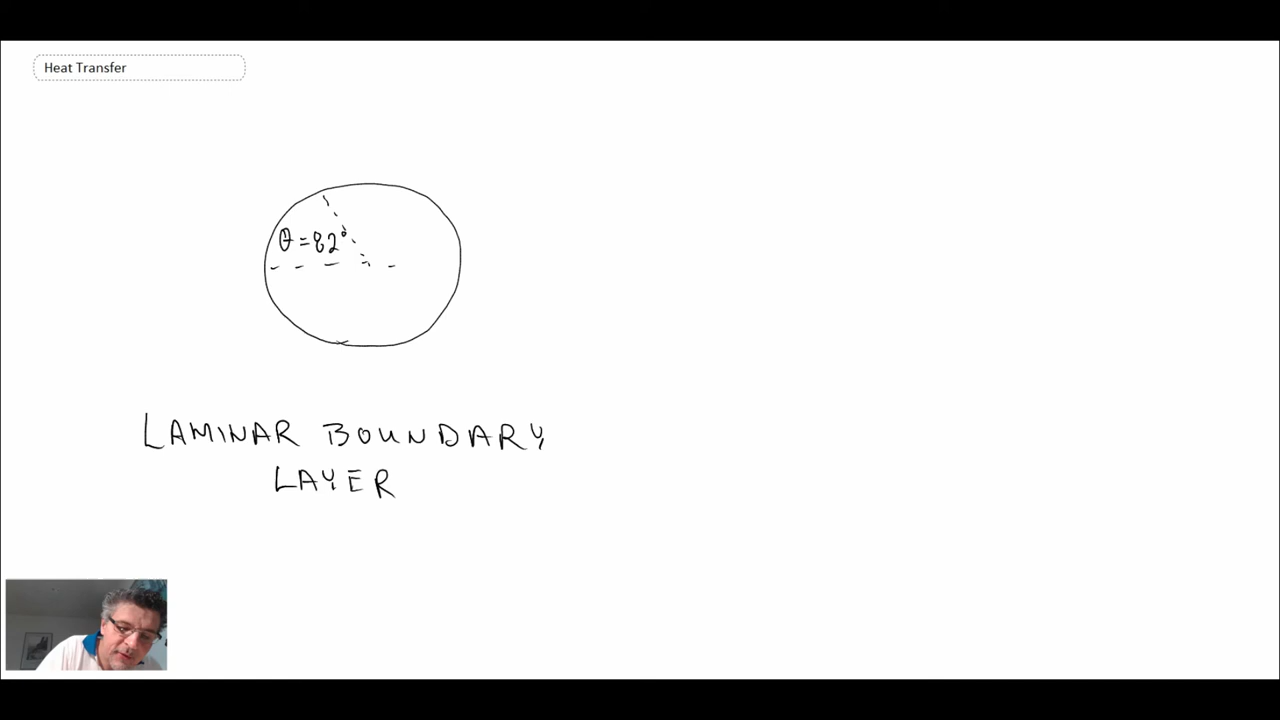 Heat Transfer
θ = 82°
LAMINAR BOUNDARY
LAYER